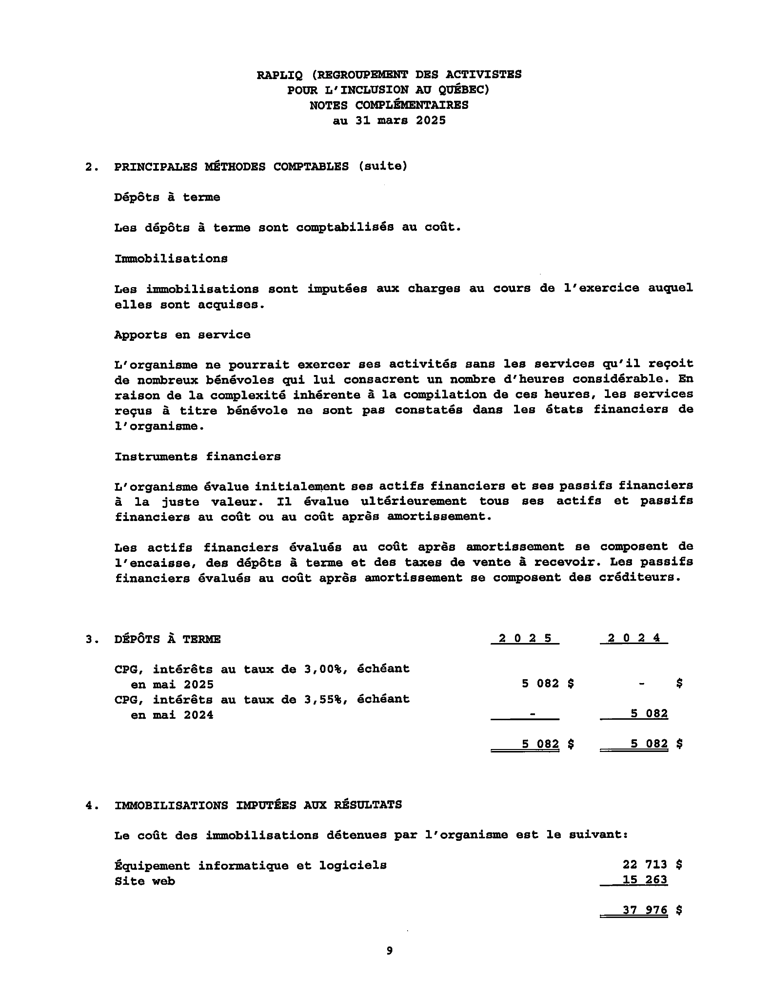 RAPLIQ (REGROUPEMENT DES ACTIVISTES
POUR L'INCLUSION AU QUÉBEC)
NOTES COMPLÉMENTAIRES
au 31 mars 2025
2. PRINCIPALES MÉTHODES COMPTABLES (suite)
Dépôts à terme
Les dépôts à terme sont comptabilisés au coût.
Immobilisations
Les immobilisations sont imputées aux charges au cours de l'exercice auquel
elles sont acquises.
Apports en service
L'organisme ne pourrait exercer ses activités sans les services qu'il reçoit
de nombreux bénévoles qui lui consacrent un nombre d'heures considérable. En
raison de la complexité inhérente à la compilation de ces heures, les services
reçus à titre bénévole ne sont pas constatés dans les états financiers de
l'organisme.
Instruments financiers
L'organisme évalue initialement ses actifs financiers et ses passifs financiers
à la juste valeur. Il évalue ultérieurement tous ses actifs et passifs
financiers au coût ou au coût après amortissement.
Les actifs financiers évalués au coût après amortissement se composent de
l'encaisse, des dépôts à terme et des taxes de vente à recevoir. Les passifs
financiers évalués au coût après amortissement se composent des créditeurs.
3. DÉPÔTS À TERME 2 0 2 5 2 0 2 4
CPG, intérêts au taux de 3,00%, échéant
en mai 2025 5 082 $ - $
CPG, intérêts au taux de 3,55%, échéant
en mai 2024 - 5 082
5 082 $ 5 082 $
4. IMMOBILISATIONS IMPUTÉES AUX RÉSULTATS
Le coût des immobilisations détenues par l'organisme est le suivant:
Équipement informatique et logiciels 22 713 $
Site web 15 263
37 976 $
9